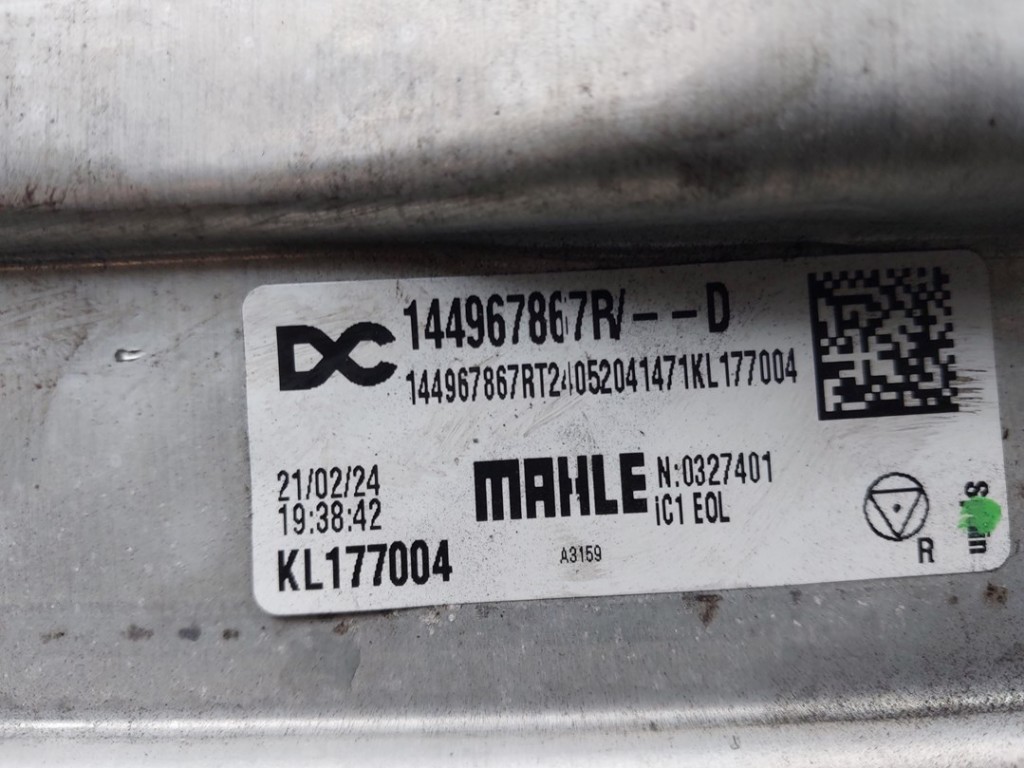 DC 144967867R/---D
144967867RT24052041471KL177004
21/02/24
19:38:42
KL177004
MAHLE
N:0327401
IC1 EOL
A3159
R